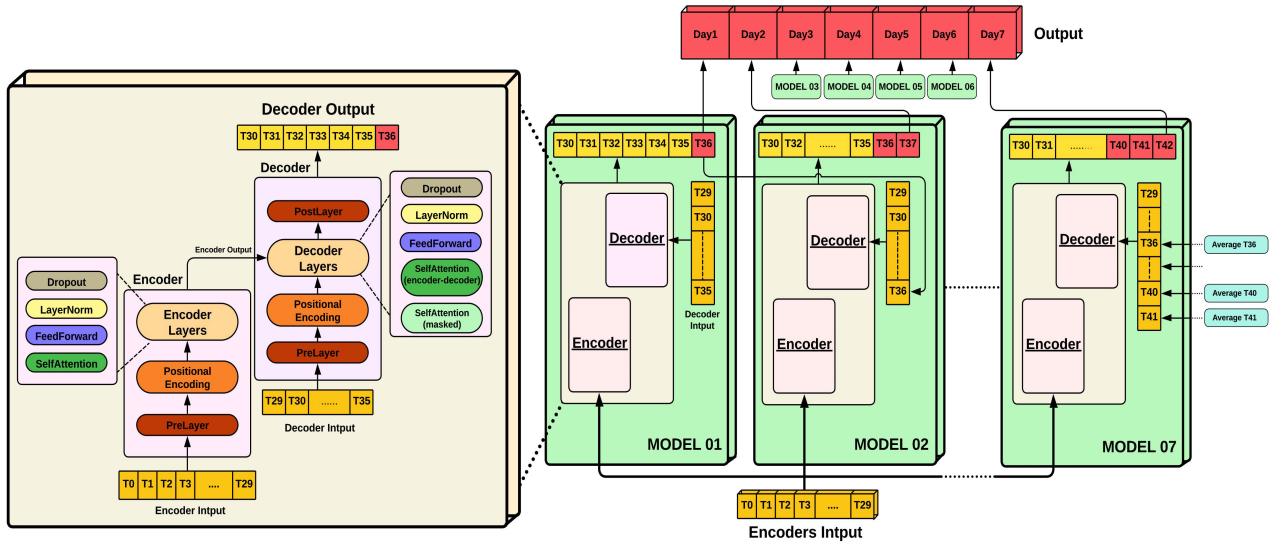 Day1 Day2 Day3 Day4 Day5 Day6 Day7
Output
MODEL 03 MODEL 04 MODEL 05 MODEL 06
Decoder Output
T30 T31 T32 T33 T34 T35 T36
Decoder
PostLayer
Decoder
Layers
Positional
Encoding
PreLayer
T29 T30 ...... T35
Decoder Intput
Dropout
LayerNorm
FeedForward
SelfAttention
(encoder-decoder)
SelfAttention
(masked)
Encoder Output
Encoder
Encoder
Layers
Positional
Encoding
PreLayer
T0 T1 T2 T3 .... T29
Encoder Intput
Dropout
LayerNorm
FeedForward
SelfAttention
T30 T31 T32 T33 T34 T35 T36
Decoder
Encoder
T29
T30
T35
Decoder
Intput
MODEL 01
T30 T32 ...... T35 T36 T37
Decoder
Encoder
T29
T30
T36
MODEL 02
T30 T31 ........ T40 T41 T42
Decoder
Encoder
T29
T36
T40
T41
MODEL 07
Average T36
Average T40
Average T41
T0 T1 T2 T3 .... T29
Encoders Intput